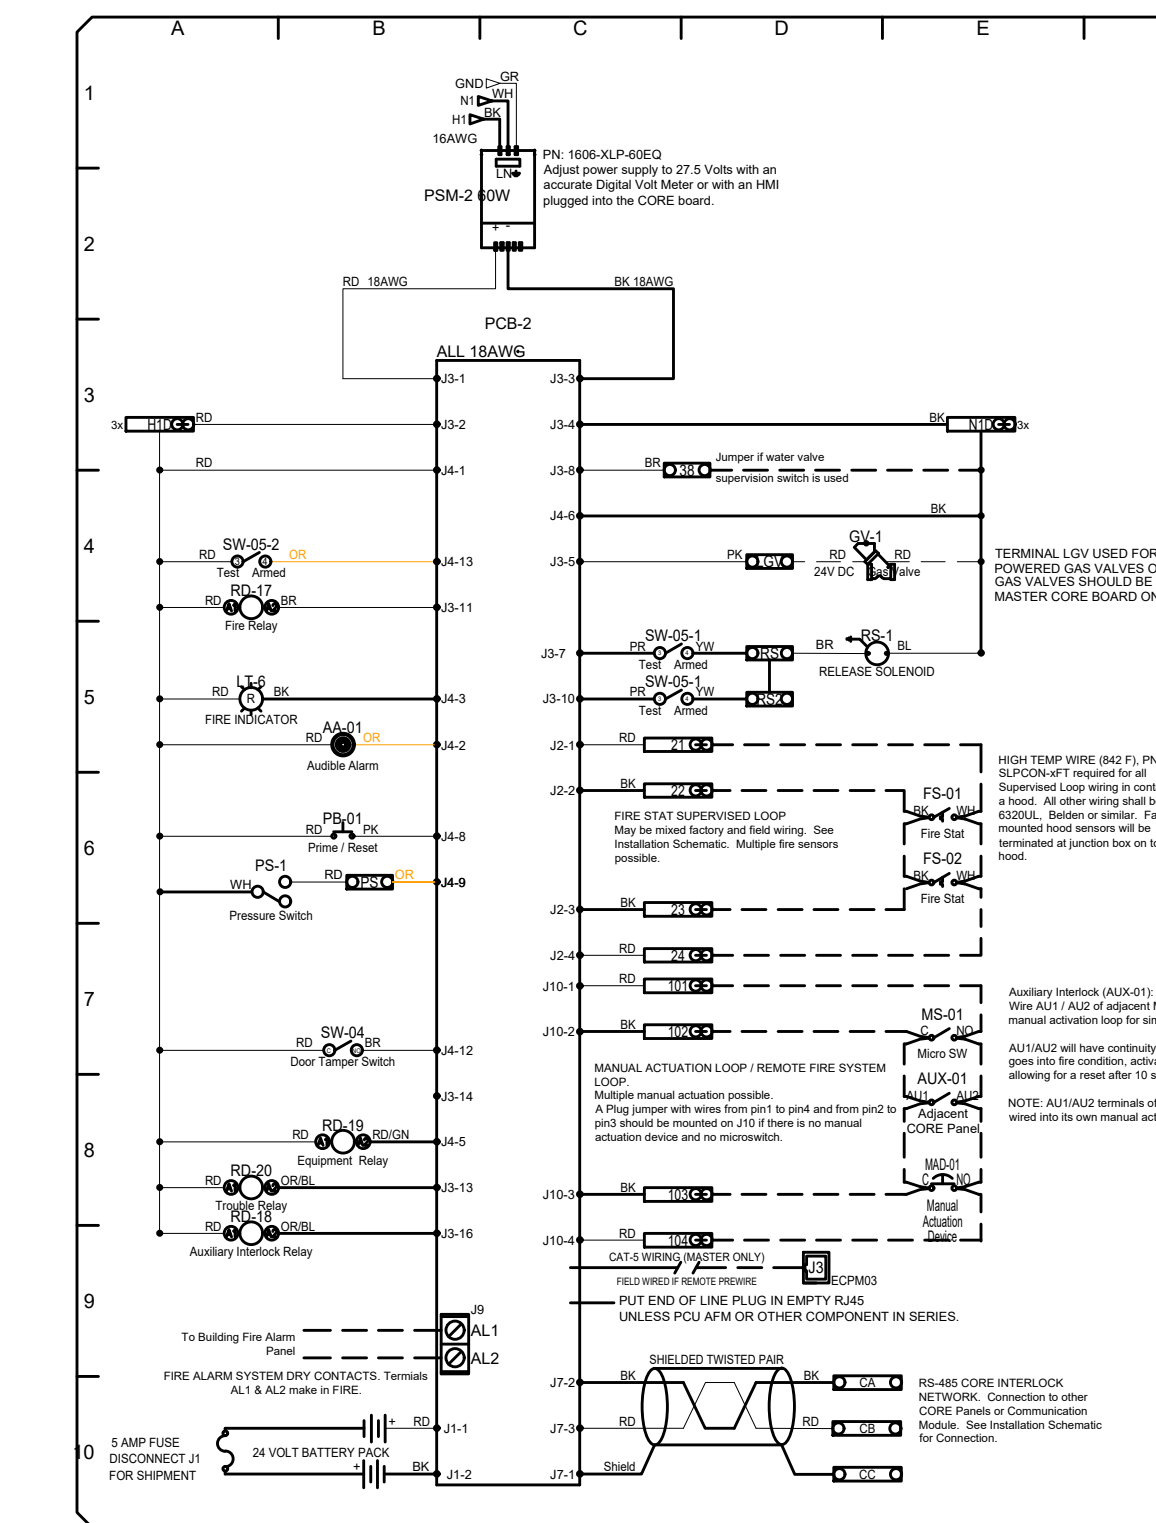 A B C D E
1
GND GR
N1 WH
H1 BK
16AWG
PN: 1606-XLP-60EQ
Adjust power supply to 27.5 Volts with an
accurate Digital Volt Meter or with an HMI
plugged into the CORE board.
LN
PSM-2 60W
+ -
2
RD 18AWG
BK 18AWG
PCB-2
ALL 18AWG
3
J3-1 J3-3
3x H1D RD J3-2 J3-4 BK N1D 3x
RD J4-1 J3-8 BR 38
Jumper if water valve
supervision switch is used
J4-6 BK
4
SW-05-2
RD 3 4 OR J4-13
Test Armed
J3-5 PK LGV RD GV-1 RD
24V DC Gas Valve
TERMINAL LGV USED FOR
POWERED GAS VALVES O
GAS VALVES SHOULD BE
MASTER CORE BOARD ON
RD-17
RD A1 A2 BR J3-11
Fire Relay
5
J3-7 PR SW-05-1 YW RS BR RS-1 BL
3 4
Test Armed
RELEASE SOLENOID
LT-6
RD R BK J4-3
FIRE INDICATOR
J3-10 PR SW-05-1 YW RS2
3 4
Test Armed
AA-01
RD OR J4-2
Audible Alarm
J2-1 RD 21
HIGH TEMP WIRE (842 F), PN
SLPCON-xFT required for all
Supervised Loop wiring in cont
a hood. All other wiring shall be
6320UL, Belden or similar. Fa
mounted hood sensors will be
terminated at junction box on to
hood.
J2-2 BK 22
FIRE STAT SUPERVISED LOOP
May be mixed factory and field wiring. See
Installation Schematic. Multiple fire sensors
possible.
FS-01
BK WH
Fire Stat
6
PB-01
RD PK J4-8
Prime / Reset
PS-1
WH RD PS OR J4-9
Pressure Switch
FS-02
BK WH
Fire Stat
J2-3 BK 23
J2-4 RD 24
7
J10-1 RD 101
J10-2 BK 102
MS-01
C NO
Micro SW
Auxiliary Interlock (AUX-01):
Wire AU1 / AU2 of adjacent M
manual activation loop for sim
AU1/AU2 will have continuity
goes into fire condition, activa
allowing for a reset after 10 s
NOTE: AU1/AU2 terminals of
wired into its own manual act
SW-04
RD C NO BR J4-12
Door Tamper Switch
MANUAL ACTUATION LOOP / REMOTE FIRE SYSTEM
LOOP.
Multiple manual actuation possible.
A Plug jumper with wires from pin1 to pin4 and from pin2 to
pin3 should be mounted on J10 if there is no manual
actuation device and no microswitch.
AUX-01
AU1 AU2
Adjacent
CORE Panel
J3-14
8
RD-19
RD A1 A2 RD/GN J4-5
Equipment Relay
RD-20
RD A1 A2 OR/BL J3-13
Trouble Relay
J10-3 BK 103
MAD-01
C NO
Manual
Actuation
Device
RD-18
RD A1 A2 OR/BL J3-16
Auxiliary Interlock Relay
J10-4 RD 104
CAT-5 WIRING (MASTER ONLY)
J3
FIELD WIRED IF REMOTE PREWIRE
ECPM03
9
PUT END OF LINE PLUG IN EMPTY RJ45
UNLESS PCU AFM OR OTHER COMPONENT IN SERIES.
J9
To Building Fire Alarm
Panel
AL1
AL2
FIRE ALARM SYSTEM DRY CONTACTS. Termials
AL1 & AL2 make in FIRE.
SHIELDED TWISTED PAIR
J7-2 BK BK CA
J7-3 RD RD CB
J7-1 Shield CC
RS-485 CORE INTERLOCK
NETWORK. Connection to other
CORE Panels or Communication
Module. See Installation Schematic
for Connection.
10
5 AMP FUSE
DISCONNECT J1
FOR SHIPMENT
+ RD J1-1
24 VOLT BATTERY PACK
+ BK J1-2